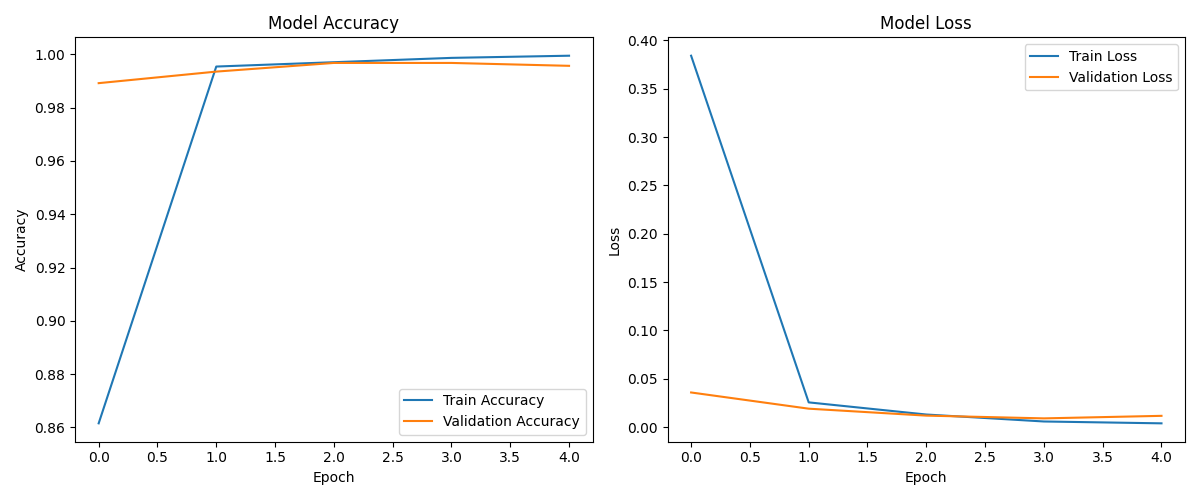 Model Accuracy
Accuracy
1.00
0.98
0.96
0.94
0.92
0.90
0.88
0.86
0.0 0.5 1.0 1.5 2.0 2.5 3.0 3.5 4.0
Epoch
Train Accuracy
Validation Accuracy
Model Loss
Loss
0.40
0.35
0.30
0.25
0.20
0.15
0.10
0.05
0.00
0.0 0.5 1.0 1.5 2.0 2.5 3.0 3.5 4.0
Epoch
Train Loss
Validation Loss